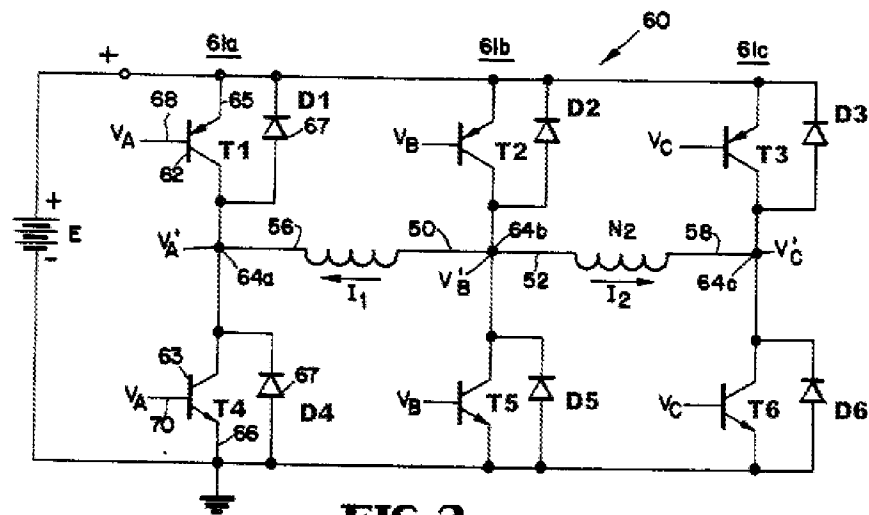 60
61a 61b 61c
+
68 65 D1 D2 D3
67
VA T1 VB T2 VC T3
62
+
E
-
56 50 64b N2 58
VA' VB' VC'
64a I1 52 I2 64c
63 67
VA T4 D4 VB T5 D5 VC T6 D6
70 66